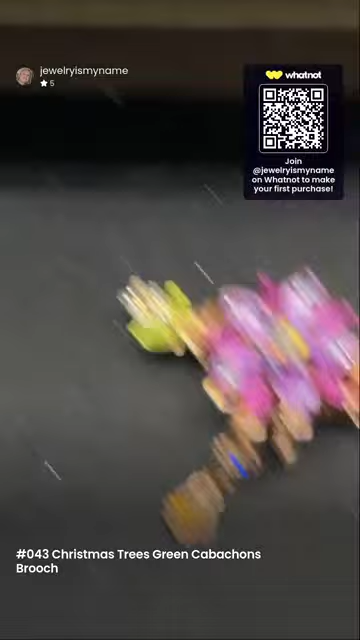 jewelryismyname
5
whatnot
Join
@jewelryismyname
on Whatnot to make
your first purchase!
#043 Christmas Trees Green Cabachons
Brooch